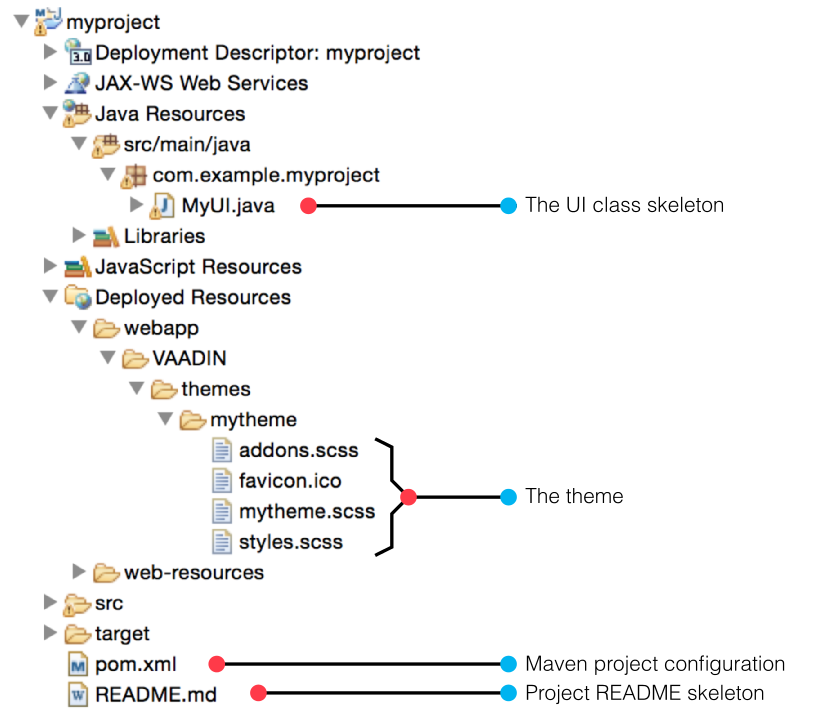 myproject
Deployment Descriptor: myproject
3.0
JAX-WS Web Services
Java Resources
src/main/java
com.example.myproject
MyUI.java The UI class skeleton
Libraries
JavaScript Resources
Deployed Resources
webapp
VAADIN
themes
mytheme
addons.scss
favicon.ico
The theme
mytheme.scss
styles.scss
web-resources
src
target
pom.xml Maven project configuration
README.md Project README skeleton